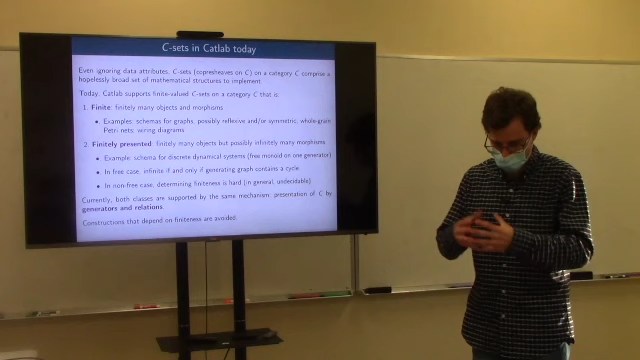 C-sets in Catlab today
Even ignoring data attributes, C-sets (copresheaves on C) on a category C comprise a
hopelessly broad set of mathematical structures to implement.
Today, Catlab supports finite-valued C-sets on a category C that is:
1. Finite: finitely many objects and morphisms
• Examples: schemas for graphs, possibly reflexive and/or symmetric, whole-grain
Petri nets; wiring diagrams
2. Finitely presented: finitely many objects but possibly infinitely many morphisms
• Example: schema for discrete dynamical systems (free monoid on one generator)
• In free case: infinite if and only if generating graph contains a cycle
• In non-free case, determining finiteness is hard (in general, undecidable)
Currently, both classes are supported by the same mechanism: presentation of C by
generators and relations.
Constructions that depend on finiteness are avoided.